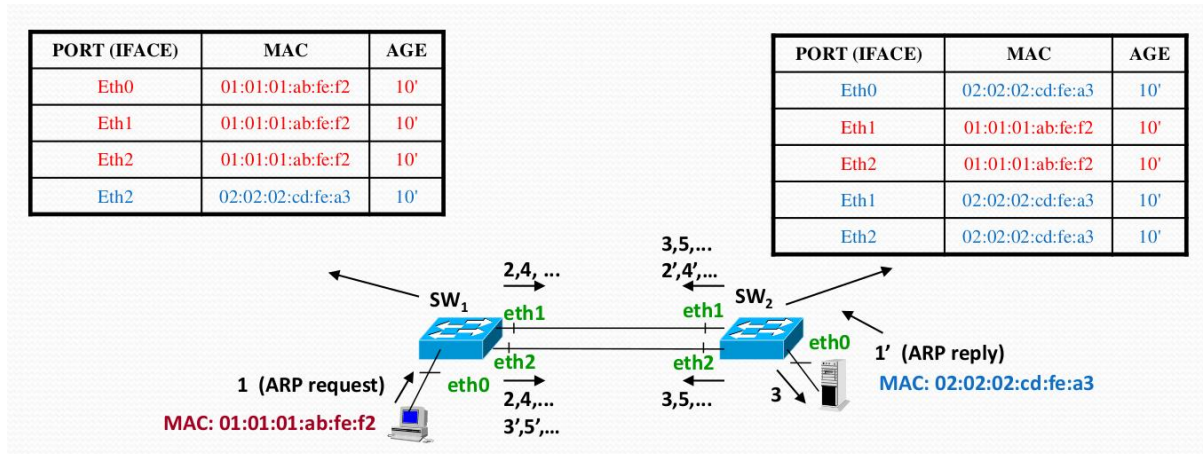 PORT (IFACE) MAC AGE
Eth0 01:01:01:ab:fe:f2 10'
Eth1 01:01:01:ab:fe:f2 10'
Eth2 01:01:01:ab:fe:f2 10'
Eth2 02:02:02:cd:fe:a3 10'
PORT (IFACE) MAC AGE
Eth0 02:02:02:cd:fe:a3 10'
Eth1 01:01:01:ab:fe:f2 10'
Eth2 01:01:01:ab:fe:f2 10'
Eth1 02:02:02:cd:fe:a3 10'
Eth2 02:02:02:cd:fe:a3 10'
2,4, ...
3,5,...
2',4',...
SW1
eth1
eth1
SW2
eth2
eth2
eth0
1' (ARP reply)
MAC: 02:02:02:cd:fe:a3
1 (ARP request)
eth0
2,4,...
3',5',...
3,5,...
3
MAC: 01:01:01:ab:fe:f2